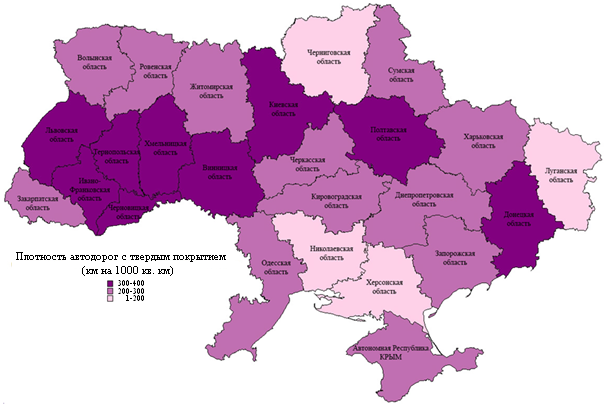 Волынская
область
Ровенская
область
Житомирская
область
Черниговская
область
Сумская
область
Киевская
область
Львовская
область
Тернопольская
область
Хмельницкая
область
Винницкая
область
Ивано-
Франковская
область
Закарпатская
область
Черновицкая
область
Черкасская
область
Полтавская
область
Харьковская
область
Луганская
область
Донецкая
область
Днепропетровская
область
Кировоградская
область
Запорожская
область
Николаевская
область
Одесская
область
Херсонская
область
Автономная Республика
КРЫМ
Плотность автодорог с твердым покрытием
(км на 1000 кв. км)
300-400
200-300
1-200